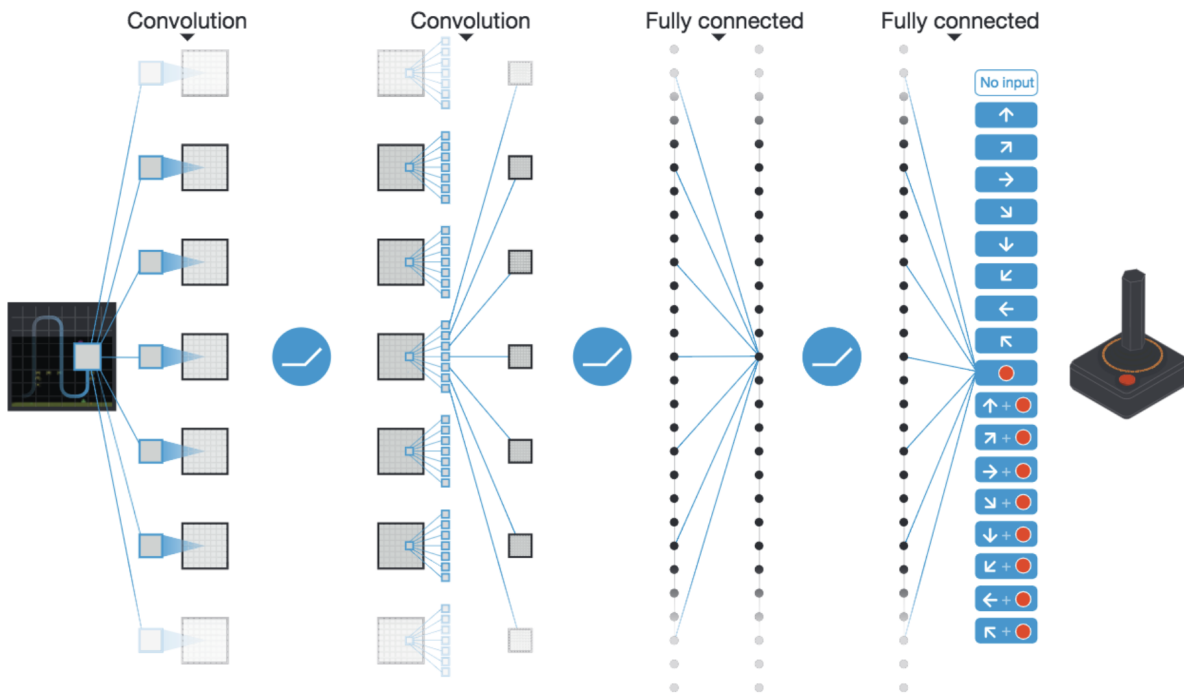 Convolution
Convolution
Fully connected
Fully connected
No input
+
+
+
+
+
+
+
+